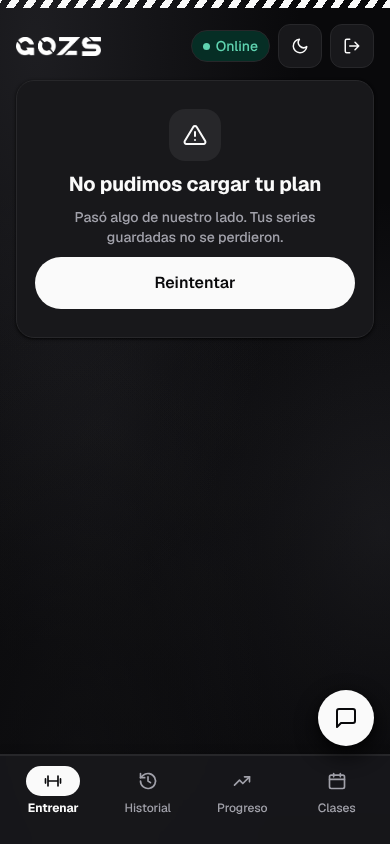 GOZS
Online
No pudimos cargar tu plan
Pasó algo de nuestro lado. Tus series
guardadas no se perdieron.
Reintentar
Entrenar
Historial
Progreso
Clases